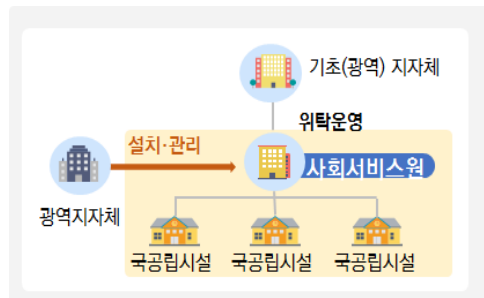 기초(광역) 지자체
위탁운영
설치·관리
사회서비스원
광역지자체
국공립시설 국공립시설 국공립시설